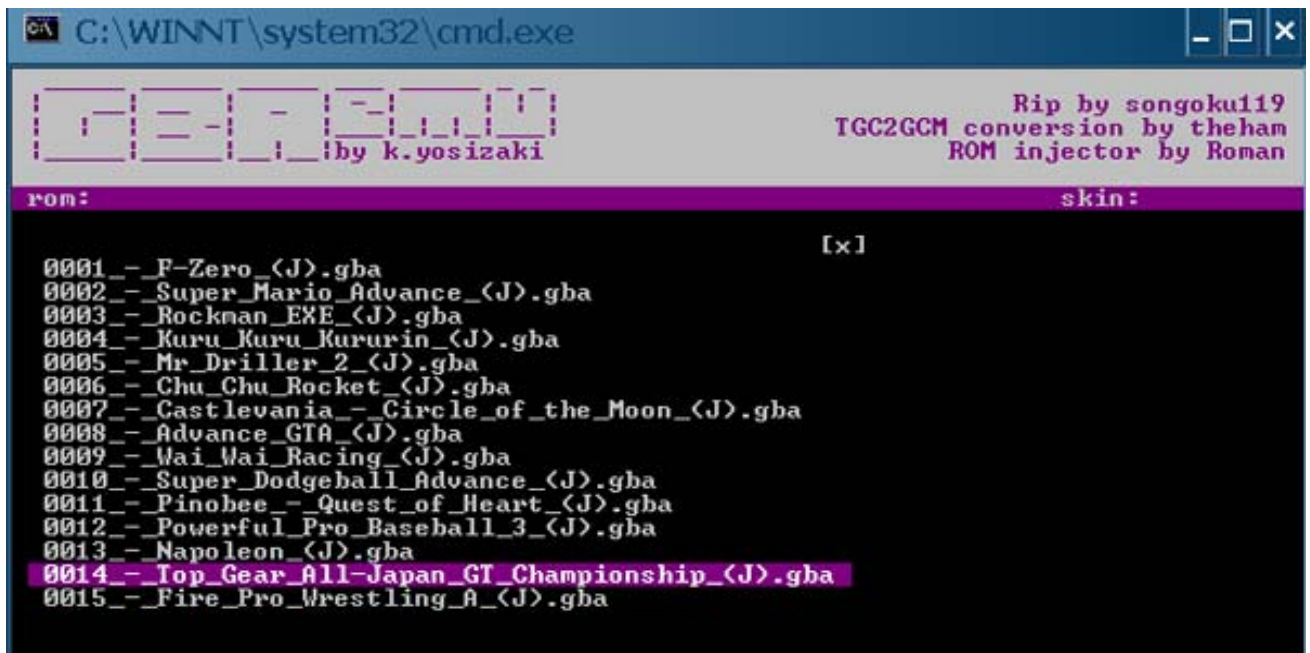 C:\WINNT\system32\cmd.exe
GBAEmu
by k.yosizaki
Rip by songoku119
TGC2GCM conversion by theham
ROM injector by Roman
rom: skin:
[x]
0001_-_F-Zero_(J).gba
0002_-_Super_Mario_Advance_(J).gba
0003_-_Rockman_EXE_(J).gba
0004_-_Kuru_Kuru_Kururin_(J).gba
0005_-_Mr_Driller_2_(J).gba
0006_-_Chu_Chu_Rocket_(J).gba
0007_-_Castlevania_-_Circle_of_the_Moon_(J).gba
0008_-_Advance_GTA_(J).gba
0009_-_Wai_Wai_Racing_(J).gba
0010_-_Super_Dodgeball_Advance_(J).gba
0011_-_Pinobee_-_Quest_of_Heart_(J).gba
0012_-_Powerful_Pro_Baseball_3_(J).gba
0013_-_Napoleon_(J).gba
0014_-_Top_Gear_All-Japan_GT_Championship_(J).gba
0015_-_Fire_Pro_Wrestling_A_(J).gba